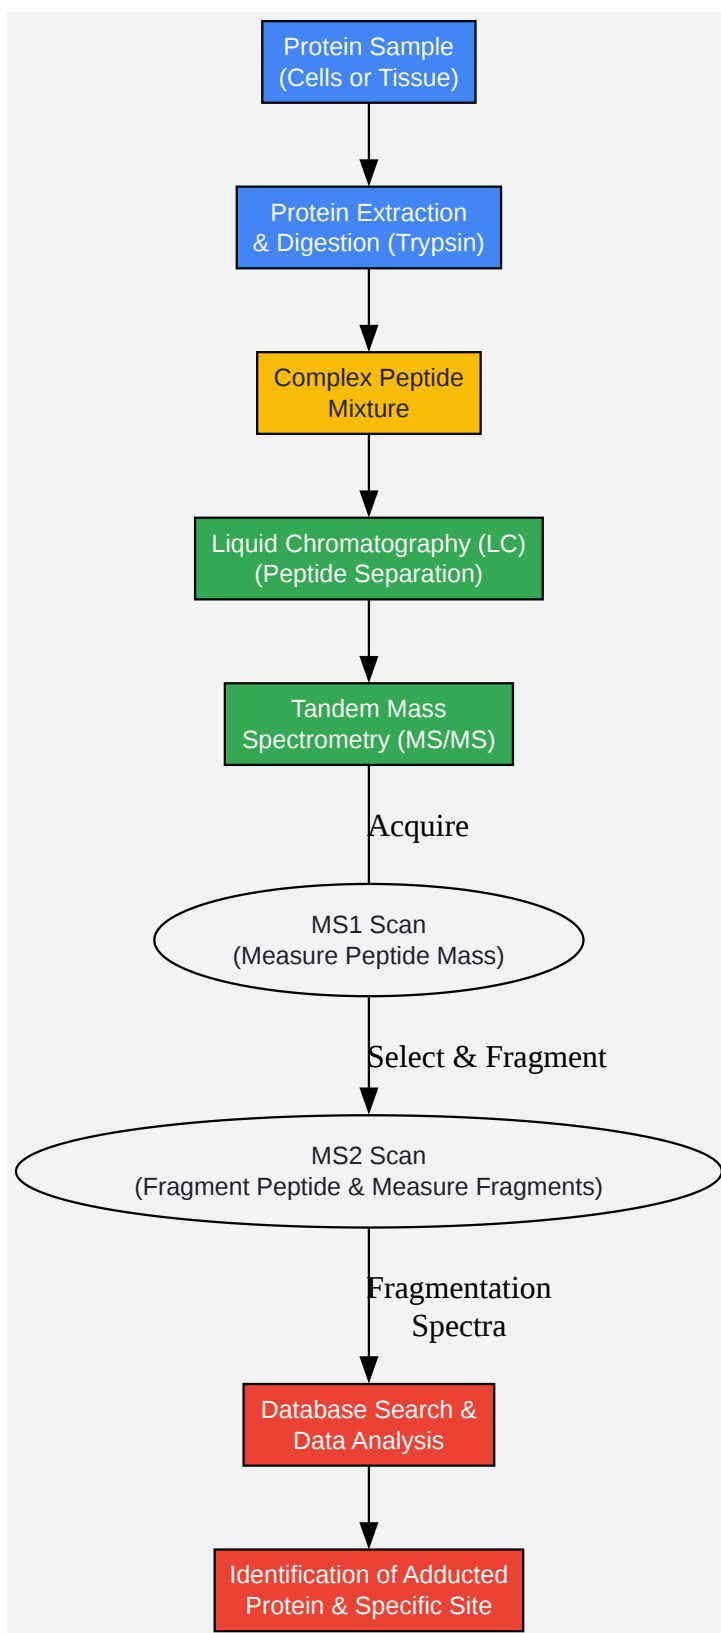 Protein Sample
(Cells or Tissue)
Protein Extraction
& Digestion (Trypsin)
Complex Peptide
Mixture
Liquid Chromatography (LC)
(Peptide Separation)
Tandem Mass
Spectrometry (MS/MS)
Acquire
MS1 Scan
(Measure Peptide Mass)
Select & Fragment
MS2 Scan
(Fragment Peptide & Measure Fragments)
Fragmentation
Spectra
Database Search &
Data Analysis
Identification of Adducted
Protein & Specific Site